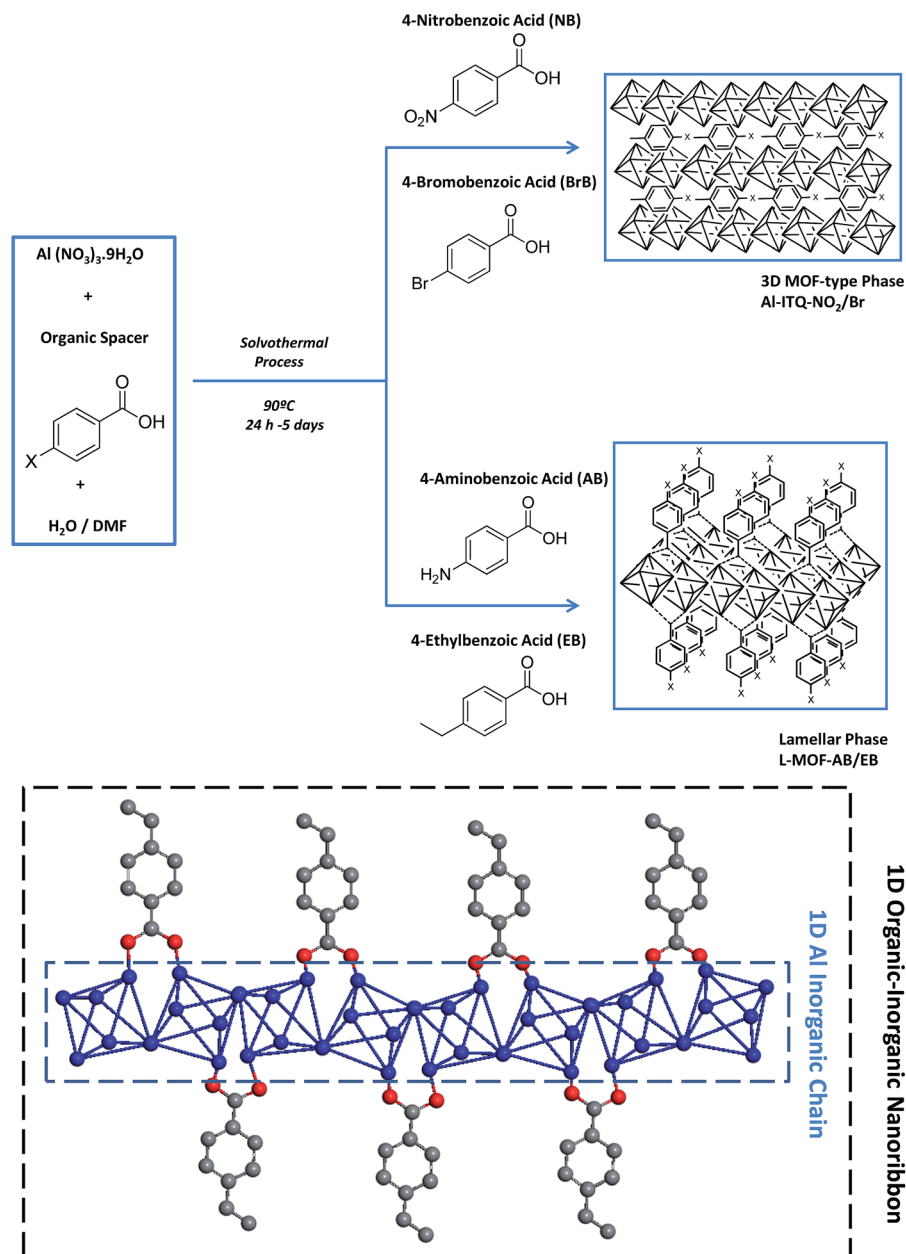 4-Nitrobenzoic Acid (NB)
O
OH
O₂N
4-Bromobenzoic Acid (BrB)
O
OH
Br
X X X X
X X X X
3D MOF-type Phase
Al-ITQ-NO₂/Br
Al (NO₃)₃.9H₂O
+
Organic Spacer
O
OH
X
+
H₂O / DMF
Solvothermal
Process
90ºC
24 h -5 days
4-Aminobenzoic Acid (AB)
O
OH
H₂N
4-Ethylbenzoic Acid (EB)
O
OH
X X X
X X X X X X
X X X X X X
X X X
Lamellar Phase
L-MOF-AB/EB
1D Al Inorganic Chain
1D Organic-Inorganic Nanoribbon